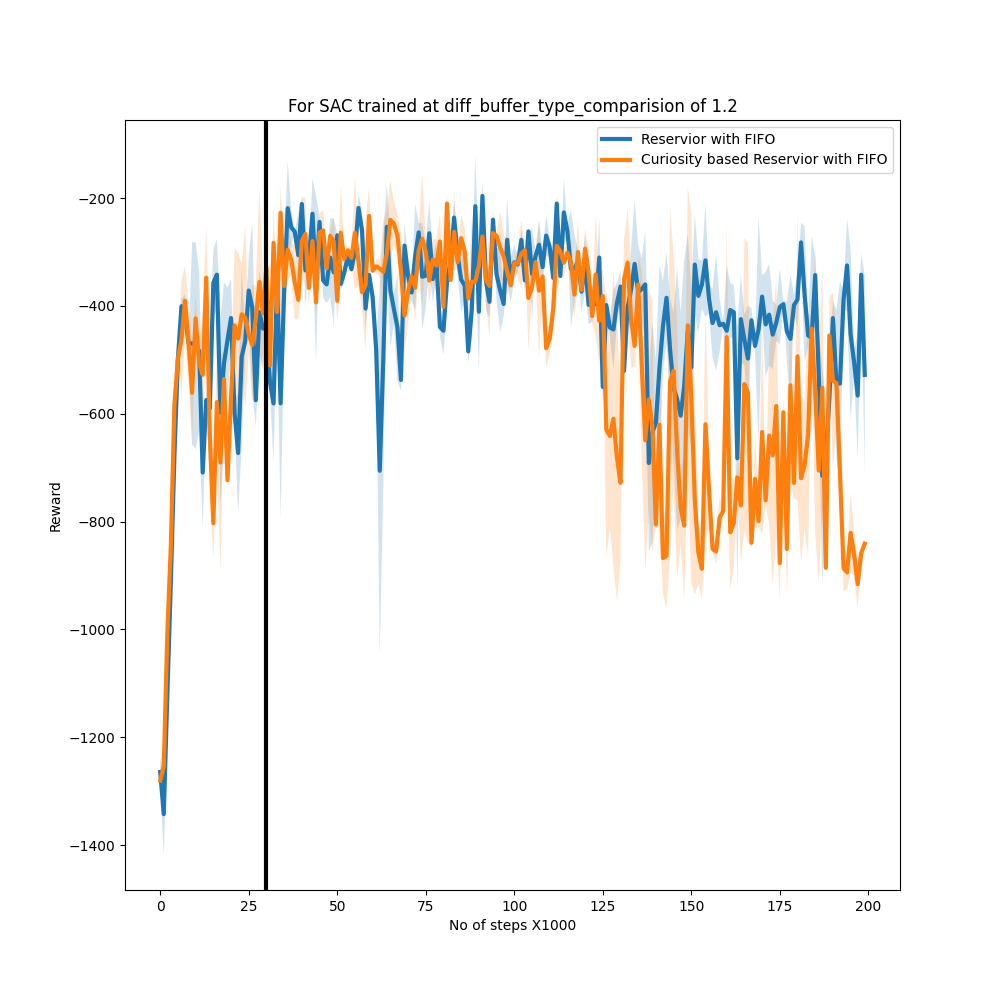 For SAC trained at diff_buffer_type_comparision of 1.2
Reservior with FIFO
Curiosity based Reservior with FIFO
−200
−400
−600
−800
−1000
−1200
−1400
Reward
0 25 50 75 100 125 150 175 200
No of steps X1000